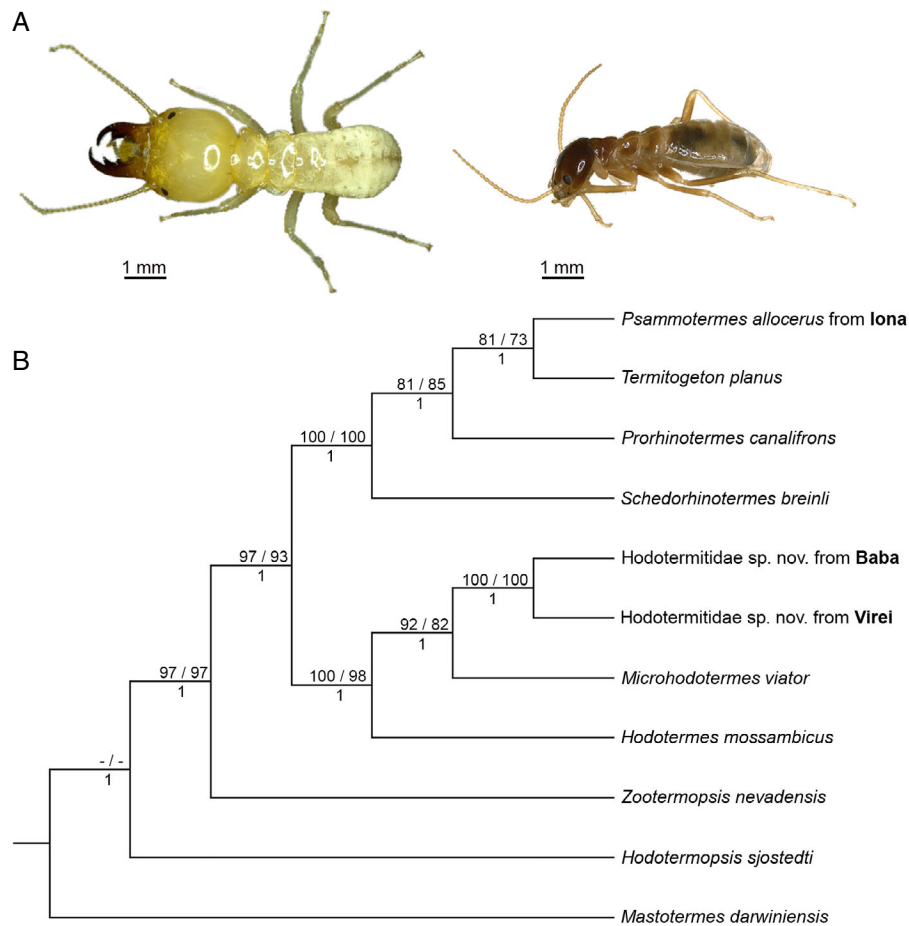 A
1 mm
1 mm
B
Psammotermes allocerus from Iona
81 / 73
1
Termitogeton planus
81 / 85
1
Prorhinotermes canalifrons
100 / 100
1
Schedorhinotermes breinli
97 / 93
1
Hodotermitidae sp. nov. from Baba
100 / 100
1
Hodotermitidae sp. nov. from Virei
92 / 82
1
Microhodotermes viator
100 / 98
1
Hodotermes mossambicus
97 / 97
1
Zootermopsis nevadensis
- / -
1
Hodotermopsis sjostedti
Mastotermes darwiniensis